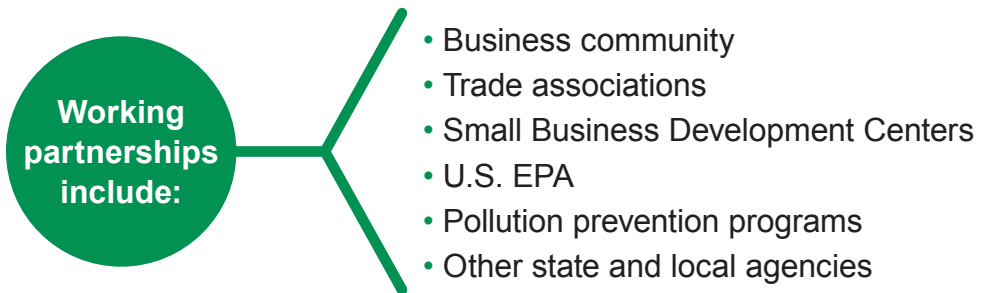 Working
partnerships
include:
• Business community
• Trade associations
• Small Business Development Centers
• U.S. EPA
• Pollution prevention programs
• Other state and local agencies